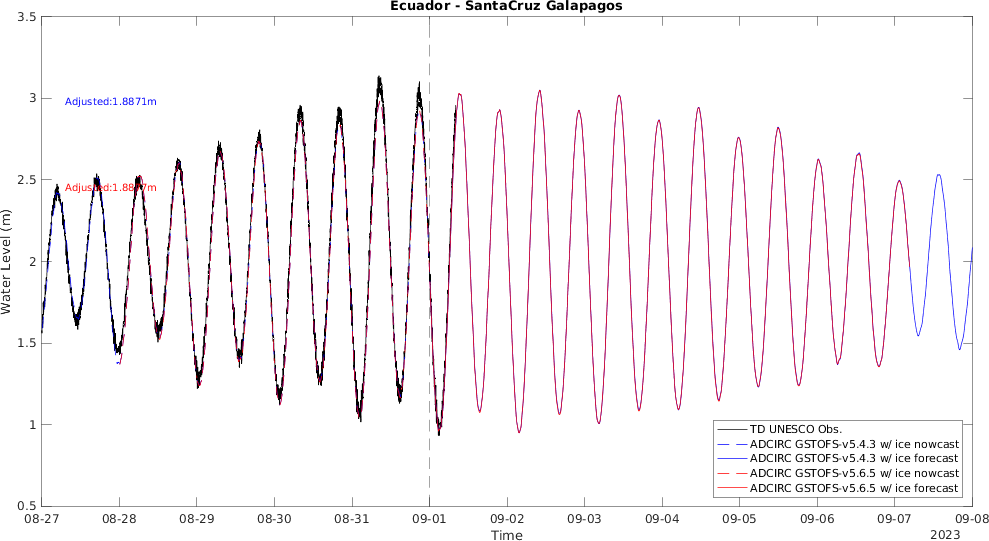 Ecuador - SantaCruz Galapagos
3.5
3
2.5
2
1.5
1
0.5
Water Level (m)
Adjusted:1.8871m
08-27
08-28
08-29
08-30
08-31
09-01
09-02
09-03
09-04
09-05
09-06
09-07
09-08
Time
2023
TD UNESCO Obs.
ADCIRC GSTOFS-v5.4.3 w/ ice nowcast
ADCIRC GSTOFS-v5.4.3 w/ ice forecast
ADCIRC GSTOFS-v5.6.5 w/ ice nowcast
ADCIRC GSTOFS-v5.6.5 w/ ice forecast